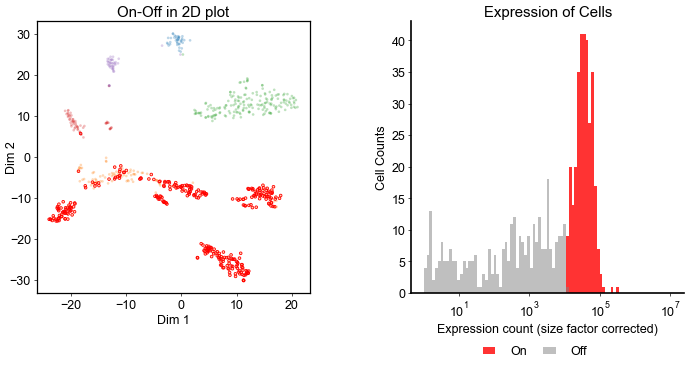 On-Off in 2D plot
30
20
10
0
−10
−20
−30
Dim 2
−20 −10 0 10 20
Dim 1
Expression of Cells
40
35
30
25
20
15
10
5
0
Cell Counts
10^1 10^3 10^5 10^7
Expression count (size factor corrected)
On Off